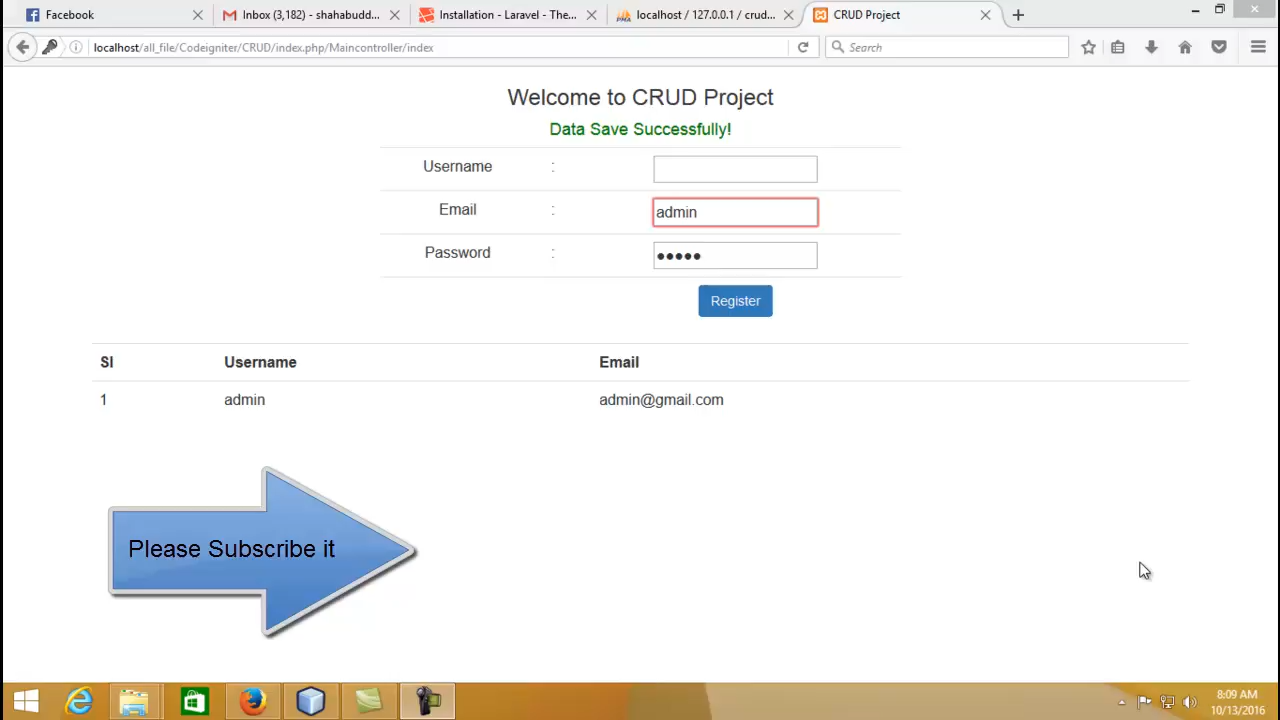 Facebook
Inbox (3,182) - shahabudd...
Installation - Laravel - The...
localhost / 127.0.0.1 / crud...
CRUD Project
localhost/all_file/Codeigniter/CRUD/index.php/Maincontroller/index
Search
Welcome to CRUD Project
Data Save Successfully!
Username :
Email : admin
Password : •••••
Register
Sl Username Email
1 admin admin@gmail.com
Please Subscribe it
8:09 AM
10/13/2016